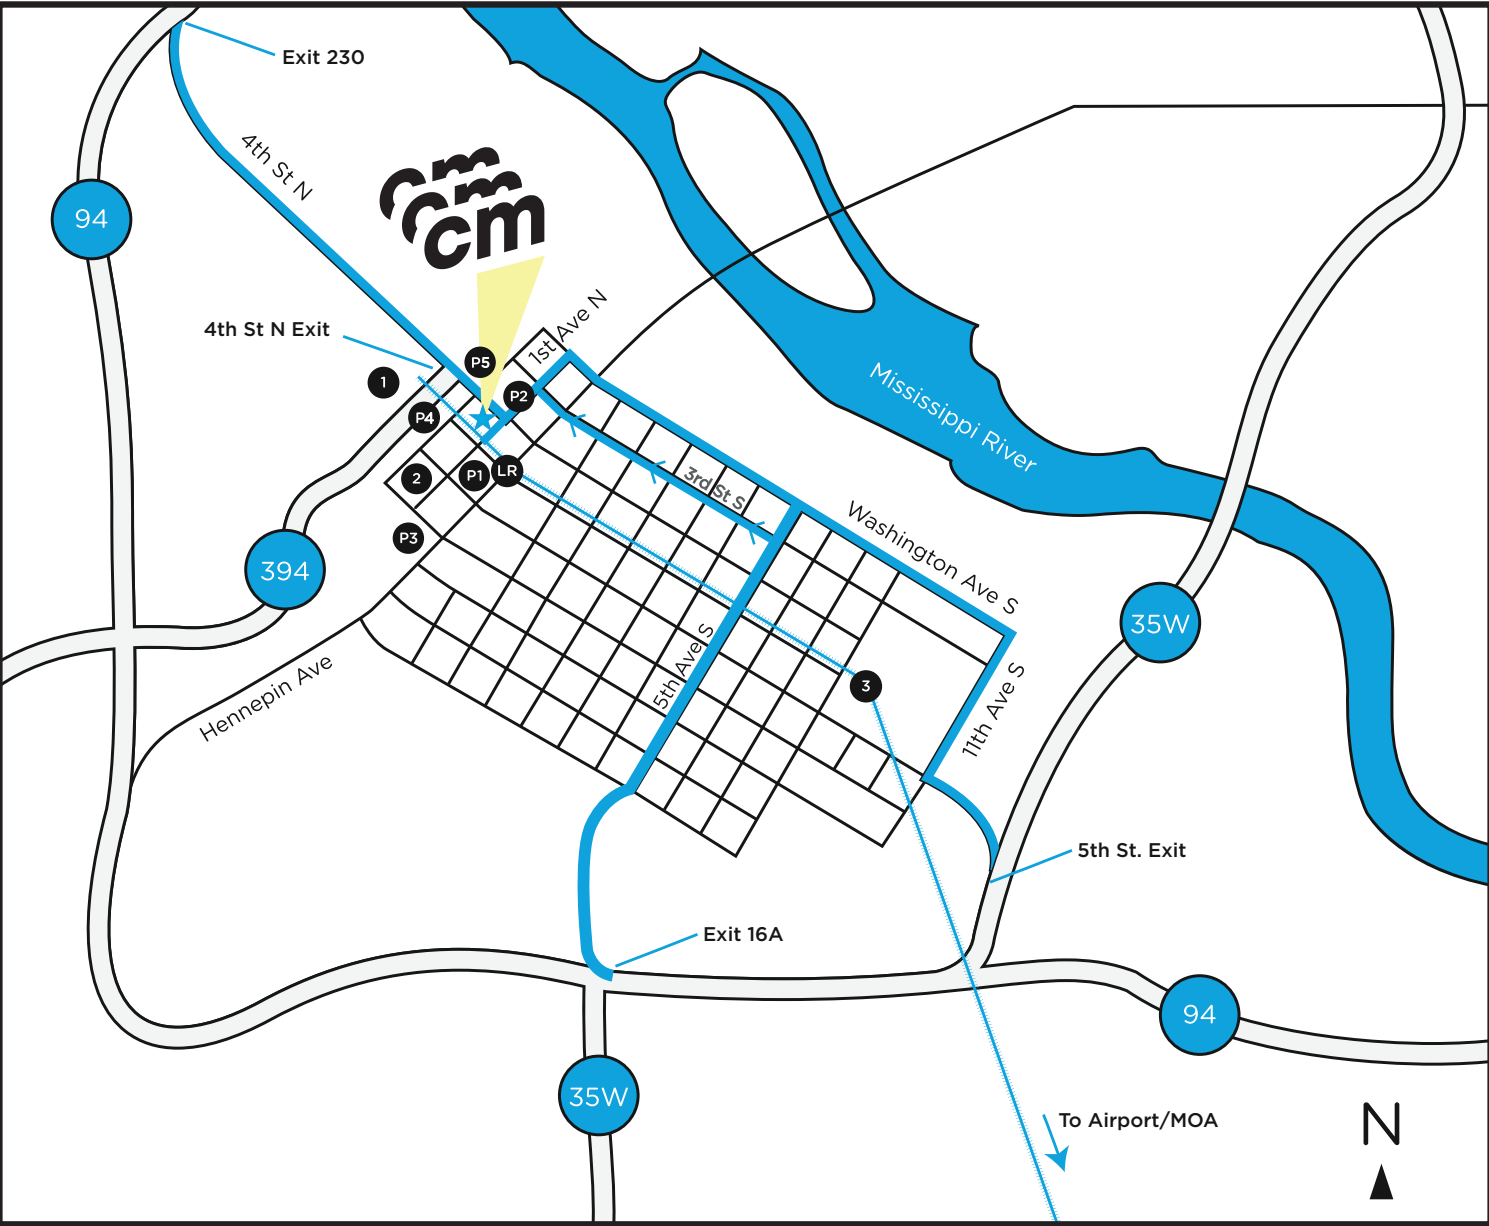 Exit 230
4th St N
94
cm
cm
cm
1st Ave N
4th St N Exit
P5
1
P2
P4
Mississippi River
2
P1
LR
3rd St S
Washington Ave S
P3
394
35W
5th Ave S
3
11th Ave S
Hennepin Ave
5th St. Exit
Exit 16A
94
35W
To Airport/MOA
N